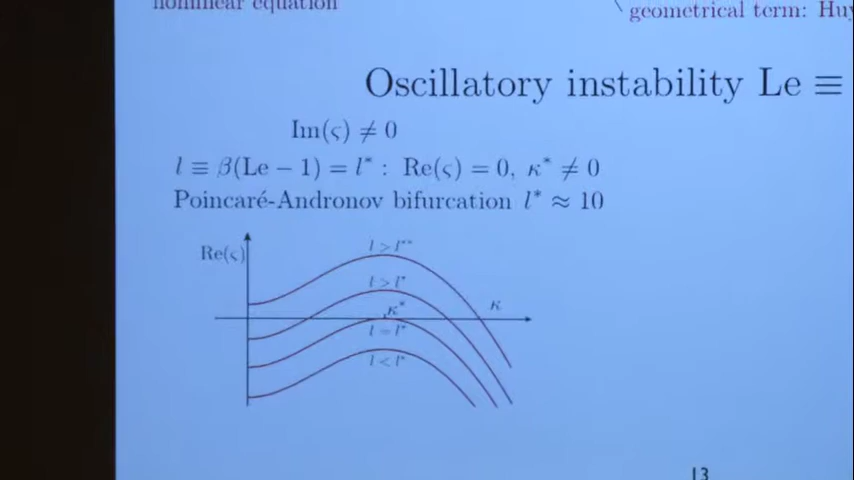 nonlinear equation
geometrical term: Huy
Oscillatory instability Le ≡
Im(ς) ≠ 0
l ≡ β(Le − 1) = l* : Re(ς) = 0, κ* ≠ 0
Poincaré-Andronov bifurcation l* ≈ 10
Re(ς)
l > l**
l > l*
κ*
κ
l = l*
l < l*
13